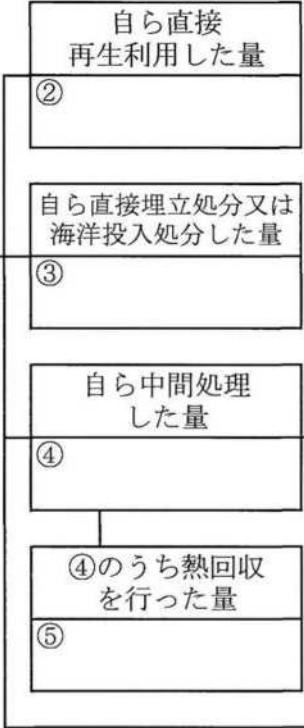 自ら直接
再生利用した量
②
自ら直接埋立処分又は
海洋投入処分した量
③
自ら中間処理
した量
④
④のうち熱回収
を行った量
⑤